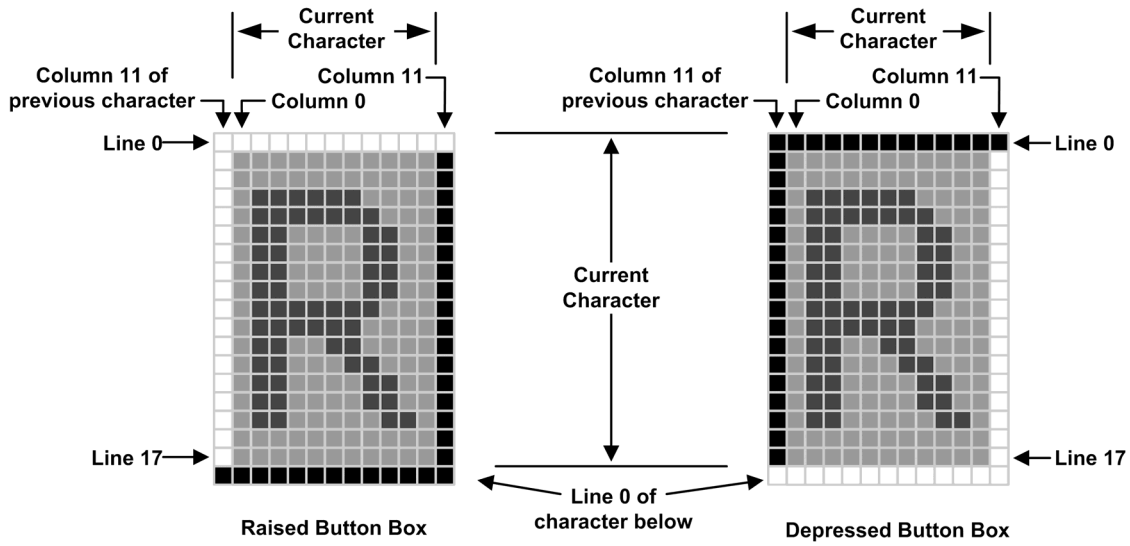 Current
Character
Column 11 of
previous character
Column 11
Column 0
Line 0
Line 17
Raised Button Box
Current
Character
Line 0 of
character below
Current
Character
Column 11 of
previous character
Column 11
Column 0
Line 0
Line 17
Depressed Button Box